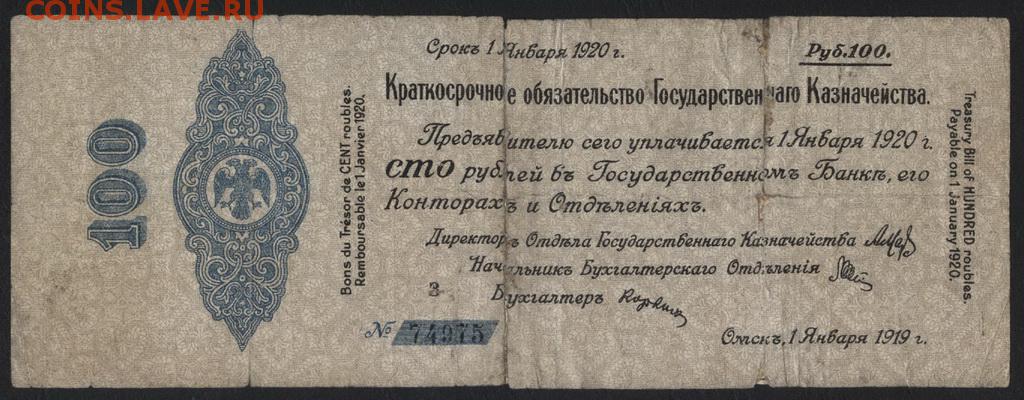 COINS.LAVE.RU
Срокъ 1 Января 1920 г.
Руб.100.
Краткосрочное обязательство Государственнаго Казначейства.
Предъявителю сего уплачивается 1 Января 1920 г.
сто рублей въ Государственномъ Банкѣ, его
Конторахъ и Отдѣленіяхъ.
Директоръ Отдѣла Государственнаго Казначейства
Начальникъ Бухгалтерскаго Отдѣленія
З
Бухгалтеръ
№ 74975
Омскъ, 1 Января 1919 г.
100
Bons du Trésor de CENT roubles.
Remboursable le 1 Janvier 1920.
Treasury Bill of HUNDRED roubles.
Payable on 1 January 1920.